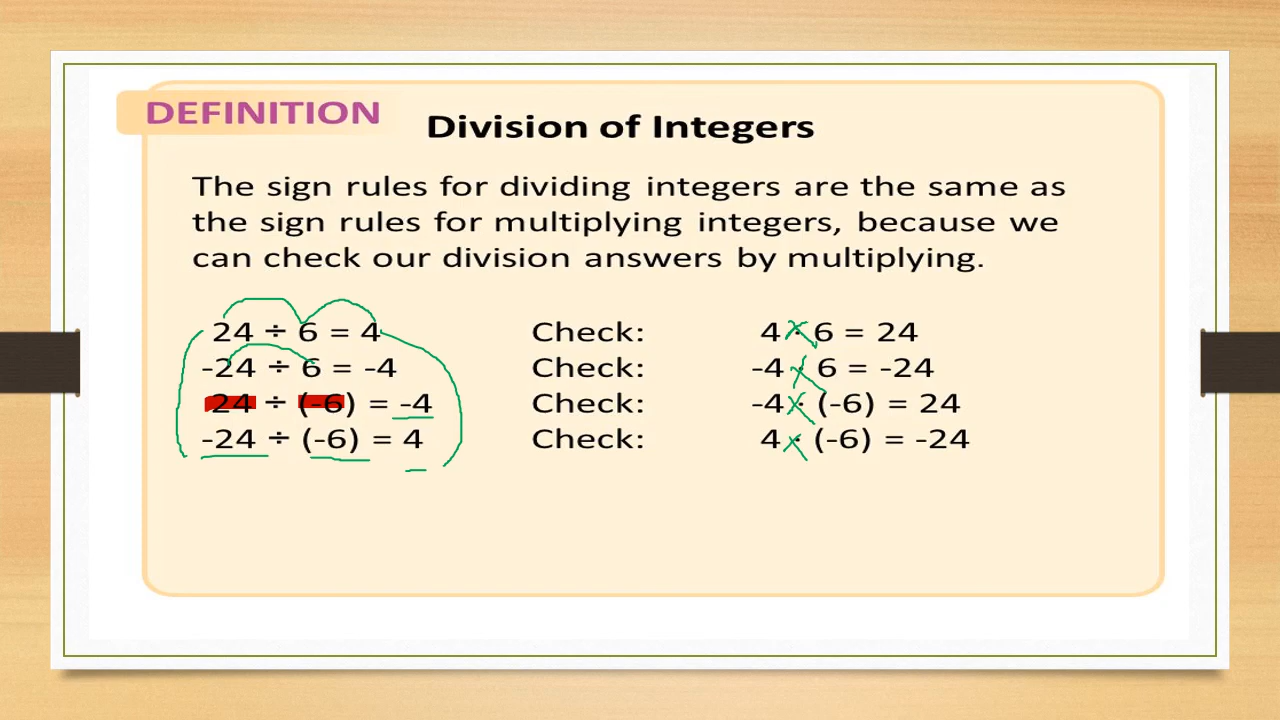 DEFINITION
Division of Integers
The sign rules for dividing integers are the same as
the sign rules for multiplying integers, because we
can check our division answers by multiplying.
24 ÷ 6 = 4 Check: 4 · 6 = 24
-24 ÷ 6 = -4 Check: -4 · 6 = -24
24 ÷ (-6) = -4 Check: -4 · (-6) = 24
-24 ÷ (-6) = 4 Check: 4 · (-6) = -24